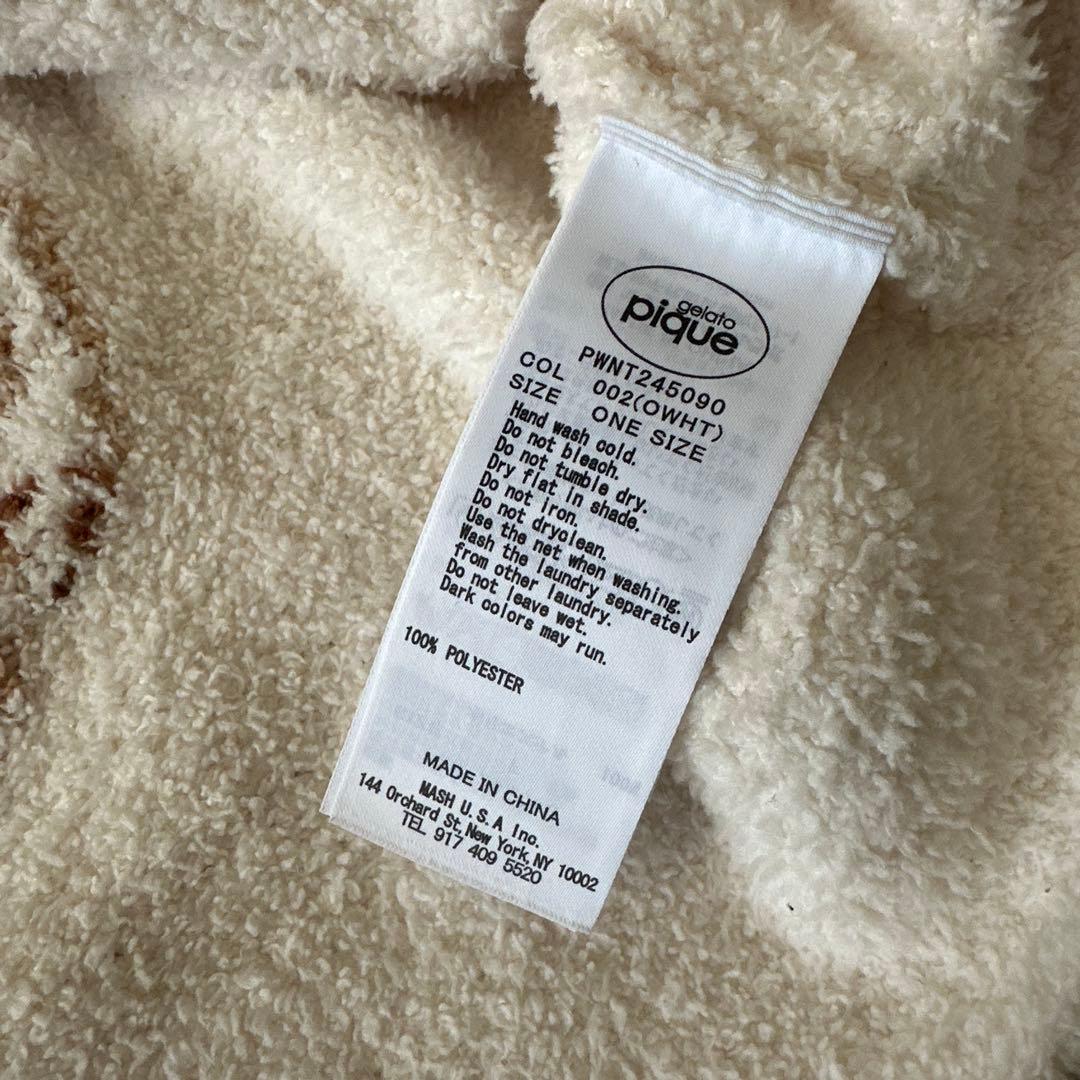 gelato
pique
PWNT245090
COL 002(OWHT)
SIZE ONE SIZE
Hand wash cold.
Do not bleach.
Do not tumble dry.
Dry flat in shade.
Do not iron.
Do not dryclean.
Use the net when washing.
Wash the laundry separately
from other laundry.
Do not leave wet.
Dark colors may run.
100% POLYESTER
MADE IN CHINA
MASH U.S.A Inc.
144 Orchard St, New York, NY 10002
TEL 917 409 5520